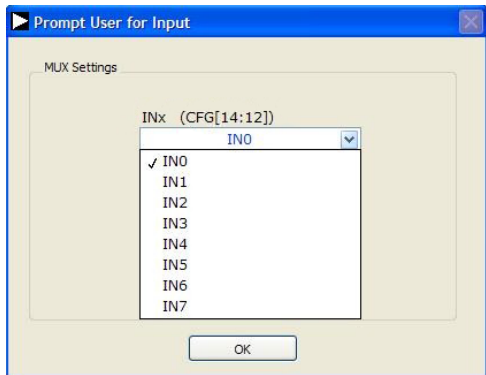 Prompt User for Input
MUX Settings
INx (CFG[14:12])
IN0
IN0
IN1
IN2
IN3
IN4
IN5
IN6
IN7
OK